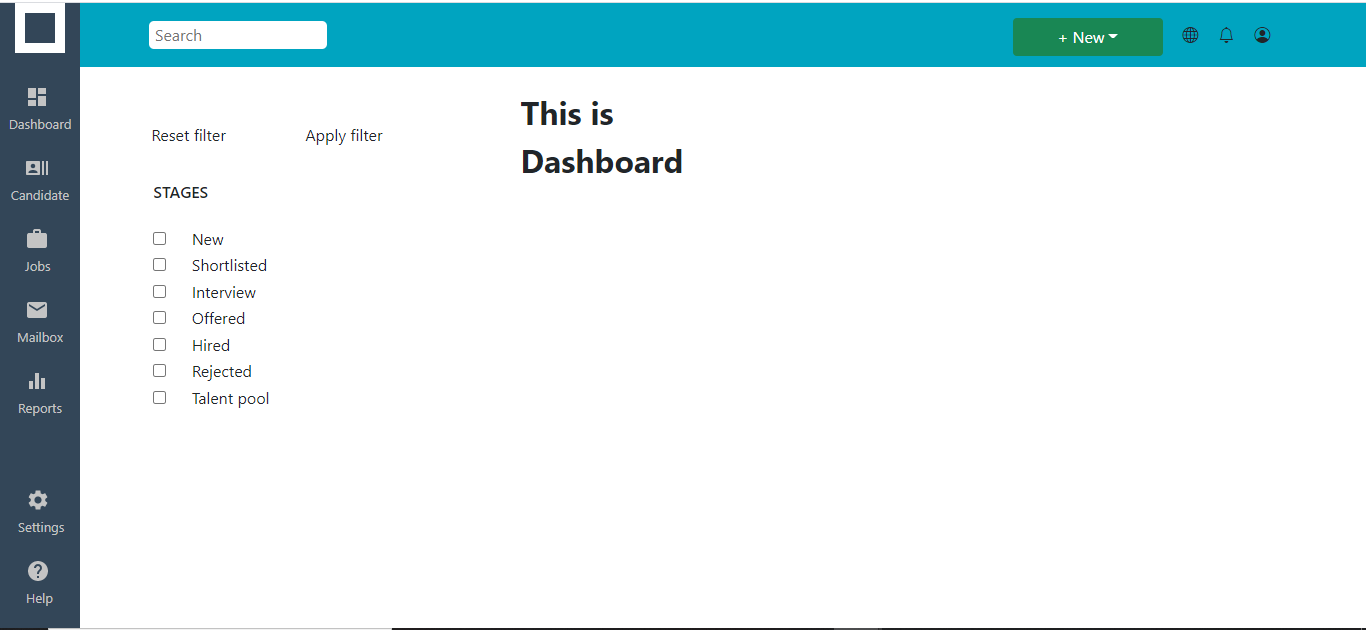 Search
+ New
Dashboard
Candidate
Jobs
Mailbox
Reports
Settings
Help
Reset filter
Apply filter
STAGES
New
Shortlisted
Interview
Offered
Hired
Rejected
Talent pool
This is
Dashboard